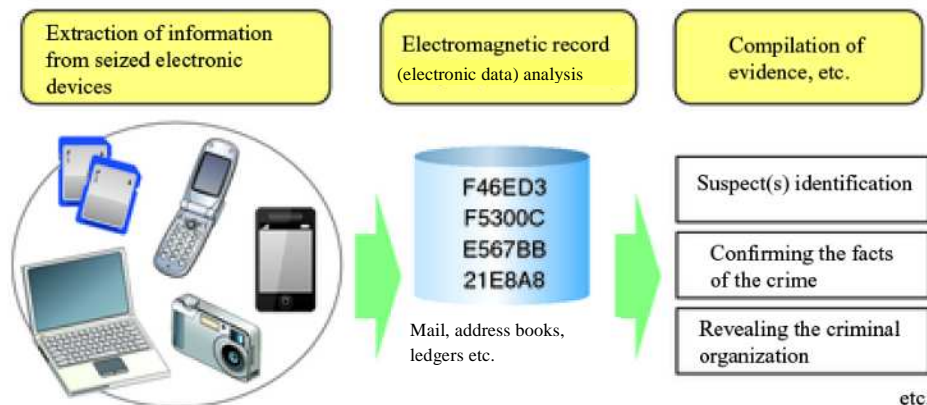 Extraction of information
from seized electronic
devices
Electromagnetic record
(electronic data) analysis
Compilation of
evidence, etc.
F46ED3
F5300C
E567BB
21E8A8
Mail, address books,
ledgers etc.
Suspect(s) identification
Confirming the facts
of the crime
Revealing the criminal
organization
etc